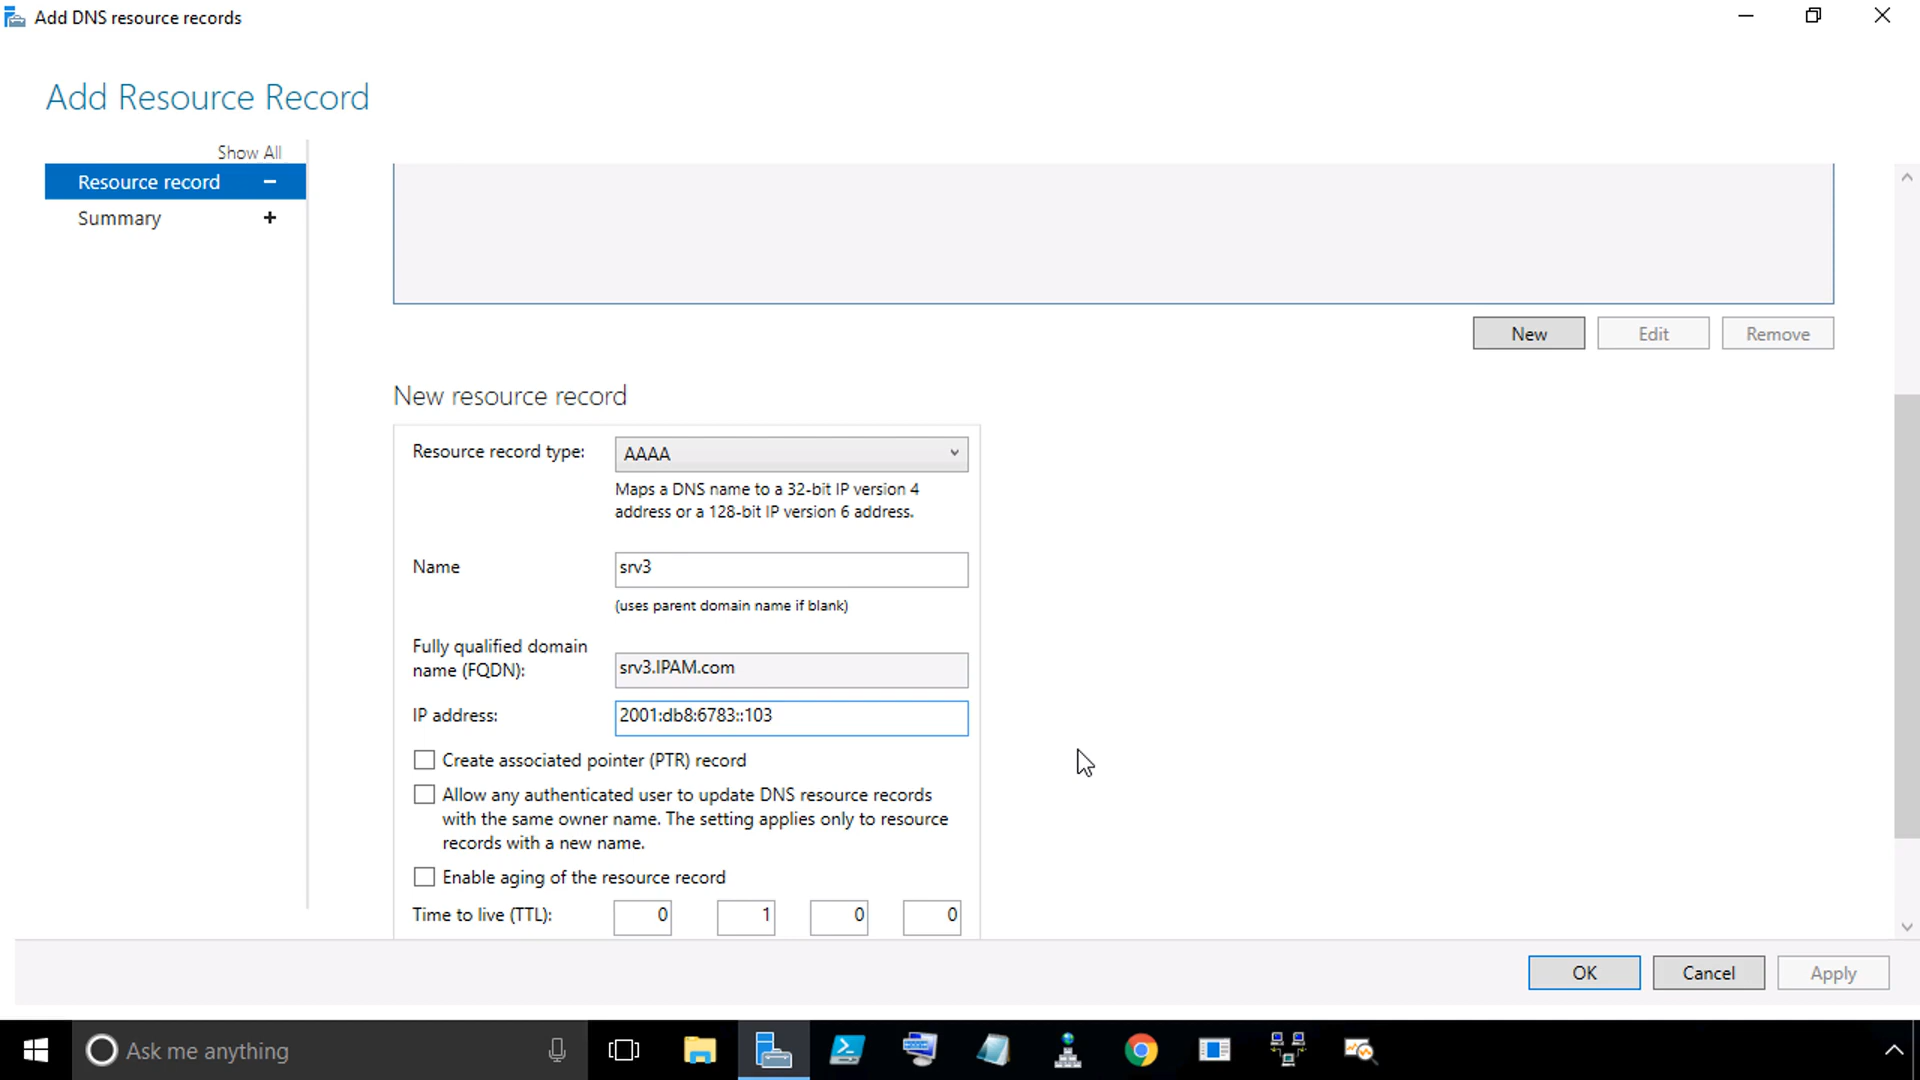 Add DNS resource records
Add Resource Record
Show All
Resource record
Summary
New Edit Remove
New resource record
Resource record type: AAAA
Maps a DNS name to a 32-bit IP version 4
address or a 128-bit IP version 6 address.
Name srv3
(uses parent domain name if blank)
Fully qualified domain
name (FQDN): srv3.IPAM.com
IP address: 2001:db8:6783::103
Create associated pointer (PTR) record
Allow any authenticated user to update DNS resource records
with the same owner name. The setting applies only to resource
records with a new name.
Enable aging of the resource record
Time to live (TTL): 0 1 0 0
OK Cancel Apply
Ask me anything